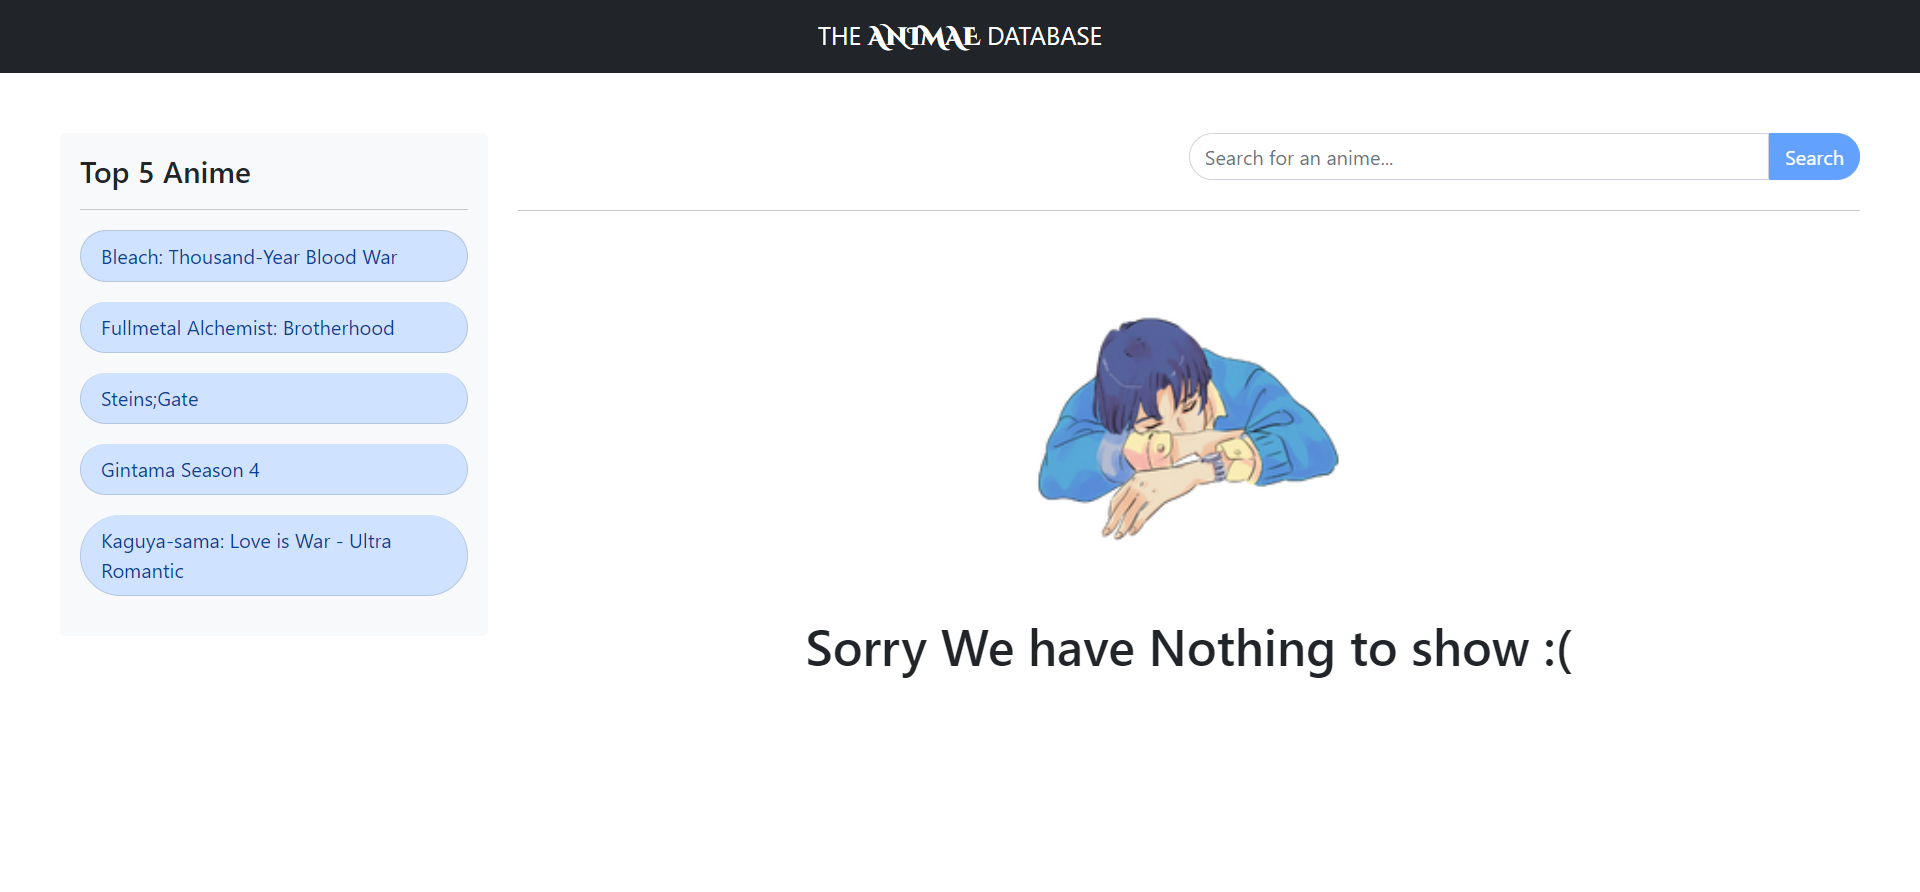 THE ANIMAE DATABASE
Top 5 Anime
Bleach: Thousand-Year Blood War
Fullmetal Alchemist: Brotherhood
Steins;Gate
Gintama Season 4
Kaguya-sama: Love is War - Ultra
Romantic
Search for an anime...
Search
Sorry We have Nothing to show :(